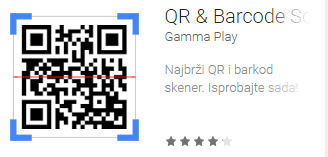 QR & Barcode Sc
Gamma Play
Najbrži QR i barkod
skener. Isprobajte sada!